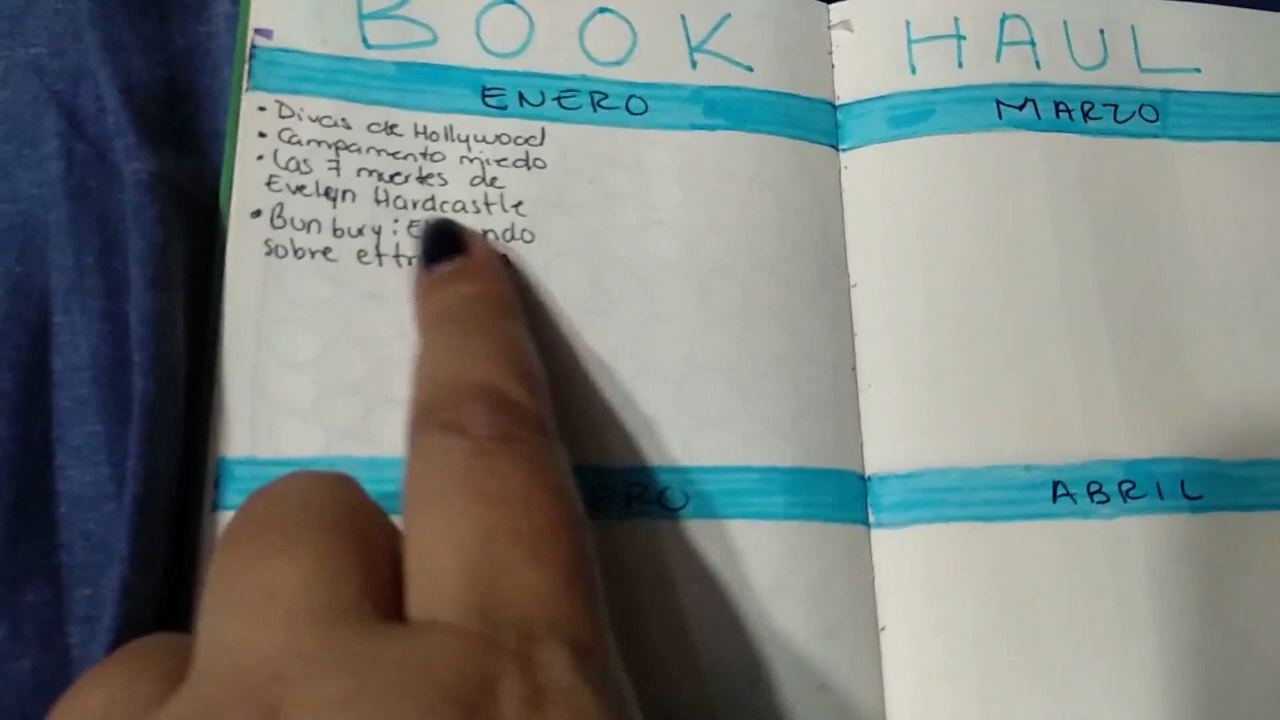 BOOK HAUL
ENERO
• Divas de Hollywood
• Campamento miedo
• Las 7 muertes de
Evelyn Hardcastle
• Bunbury:
sobre
MARZO
ABRIL